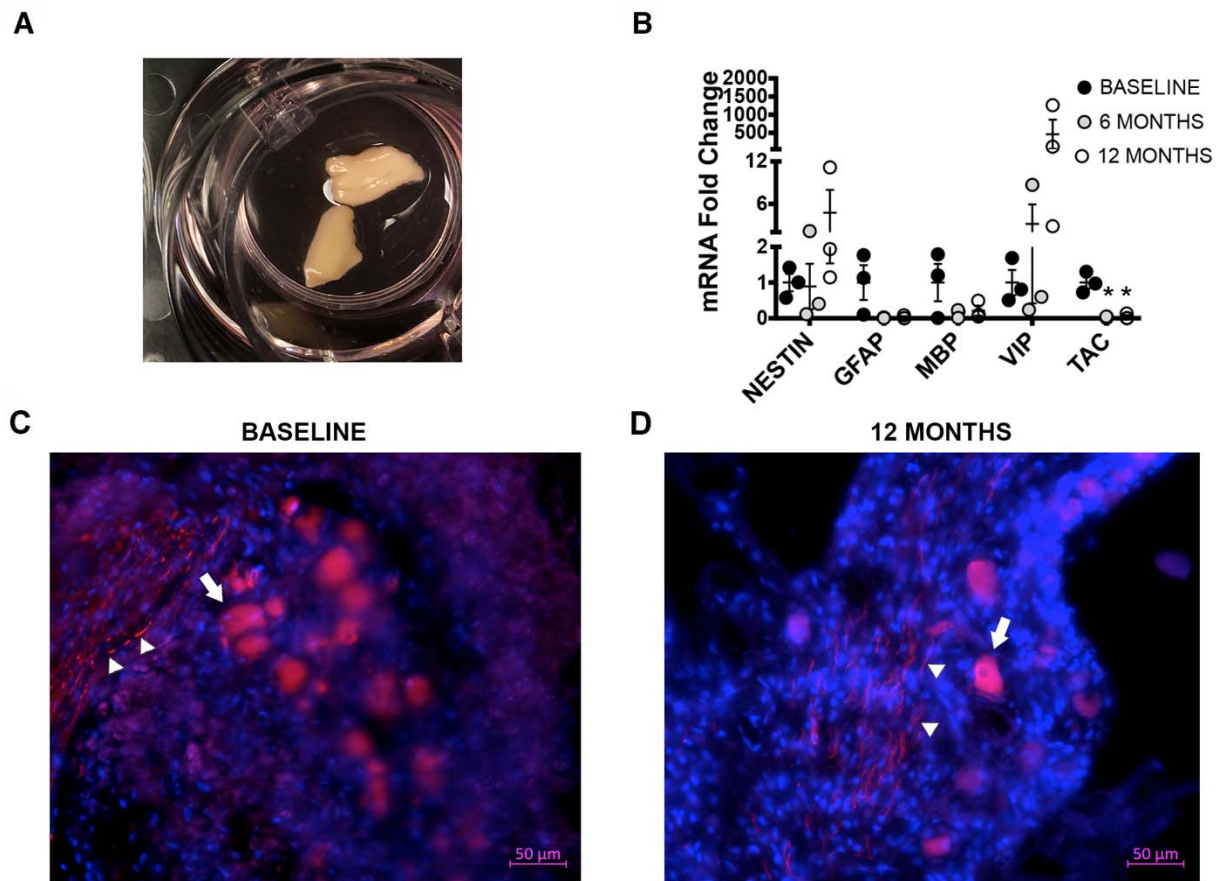 A
B
mRNA Fold Change
2000
1500
1000
500
12
6
2
1
0
BASELINE
6 MONTHS
12 MONTHS
* *
NESTIN
GFAP
MBP
VIP
TAC
C
BASELINE
50 µm
D
12 MONTHS
50 µm